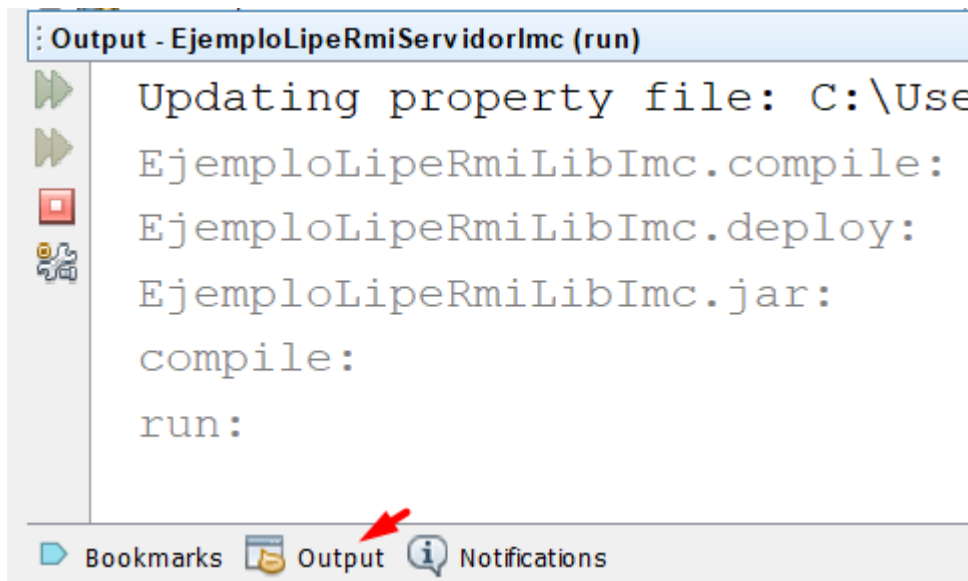 Output - EjemploLipeRmiServidorImc (run)
Updating property file: C:\Use
EjemploLipeRmiLibImc.compile:
EjemploLipeRmiLibImc.deploy:
EjemploLipeRmiLibImc.jar:
compile:
run:
Bookmarks Output Notifications